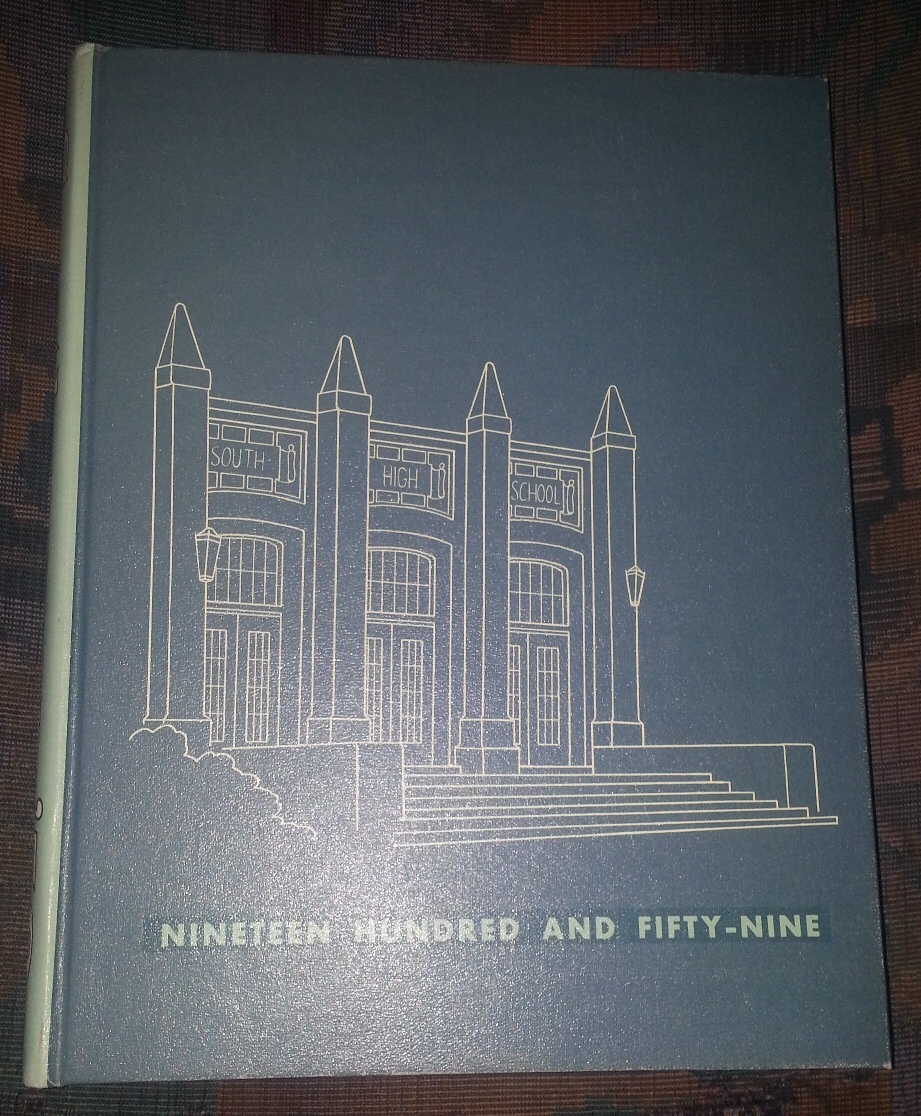 SOUTH HIGH SCHOOL
NINETEEN HUNDRED AND FIFTY-NINE